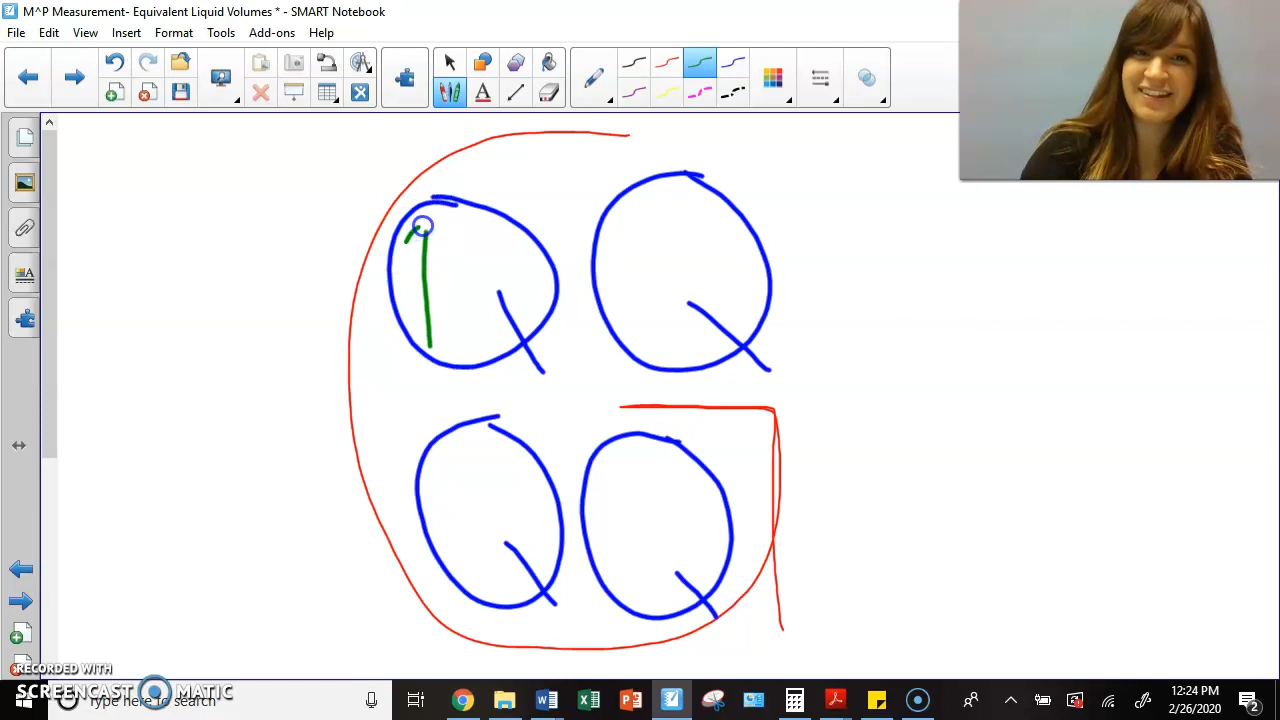 M^P Measurement- Equivalent Liquid Volumes * - SMART Notebook
File Edit View Insert Format Tools Add-ons Help
G
Q Q
Q Q
RECORDED WITH
SCREENCAST MATIC
Type here to search
12:24 PM
2/26/2020
2